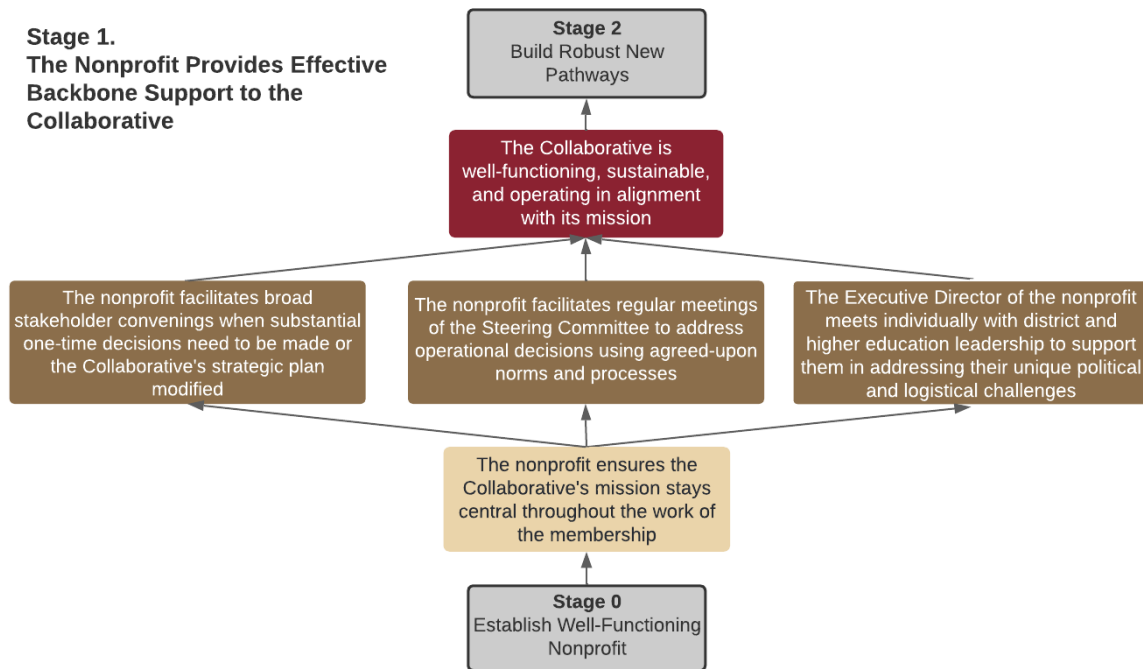 Stage 1.
The Nonprofit Provides Effective
Backbone Support to the
Collaborative
Stage 2
Build Robust New
Pathways
The Collaborative is
well-functioning, sustainable,
and operating in alignment
with its mission
The nonprofit facilitates broad
stakeholder convenings when substantial
one-time decisions need to be made or
the Collaborative's strategic plan
modified
The nonprofit facilitates regular meetings
of the Steering Committee to address
operational decisions using agreed-upon
norms and processes
The Executive Director of the nonprofit
meets individually with district and
higher education leadership to support
them in addressing their unique political
and logistical challenges
The nonprofit ensures the
Collaborative's mission stays
central throughout the work of
the membership
Stage 0
Establish Well-Functioning
Nonprofit